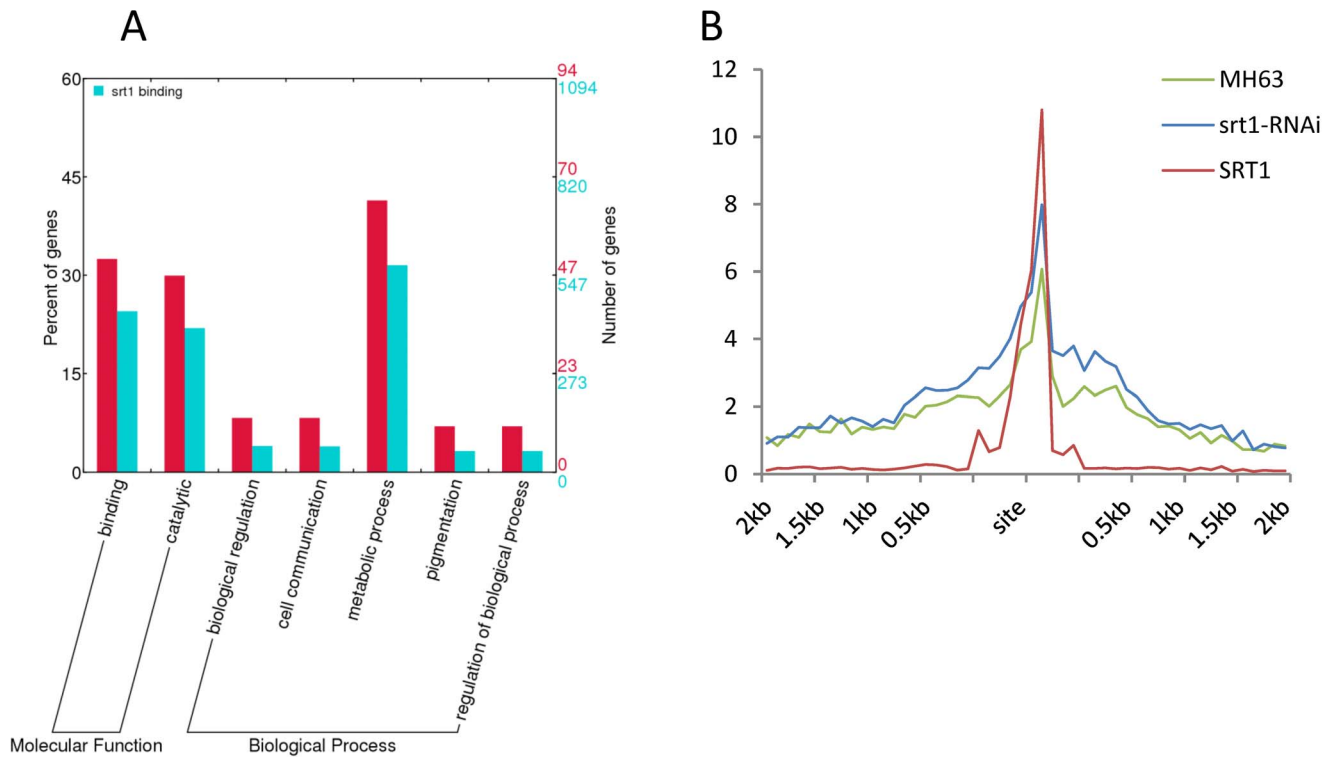 A
60
45
30
15
0
Percent of genes
srt1 binding
94
1094
70
820
47
547
23
273
0
0
Number of genes
binding
catalytic
biological regulation
cell communication
metabolic process
pigmentation
regulation of biological process
Molecular Function
Biological Process
B
12
10
8
6
4
2
0
MH63
srt1-RNAi
SRT1
2kb
1.5kb
1kb
0.5kb
site
0.5kb
1kb
1.5kb
2kb